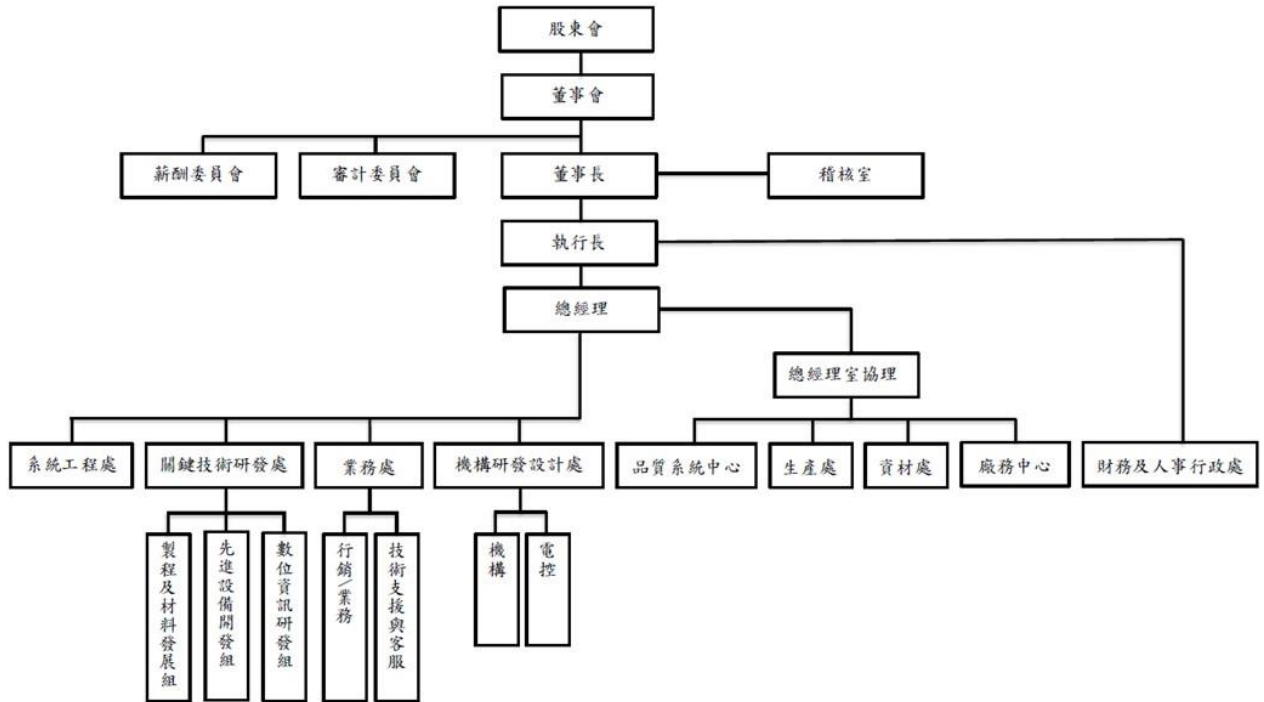 股東會
董事會
薪酬委員會
審計委員會
董事長
稽核室
執行長
總經理
總經理室協理
系統工程處
關鍵技術研發處
業務處
機構研發設計處
品質系統中心
生產處
資材處
廠務中心
財務及人事行政處
製程及材料發展組
先進設備開發組
數位資訊研發組
行銷/業務
技術支援與客服
機構
電控